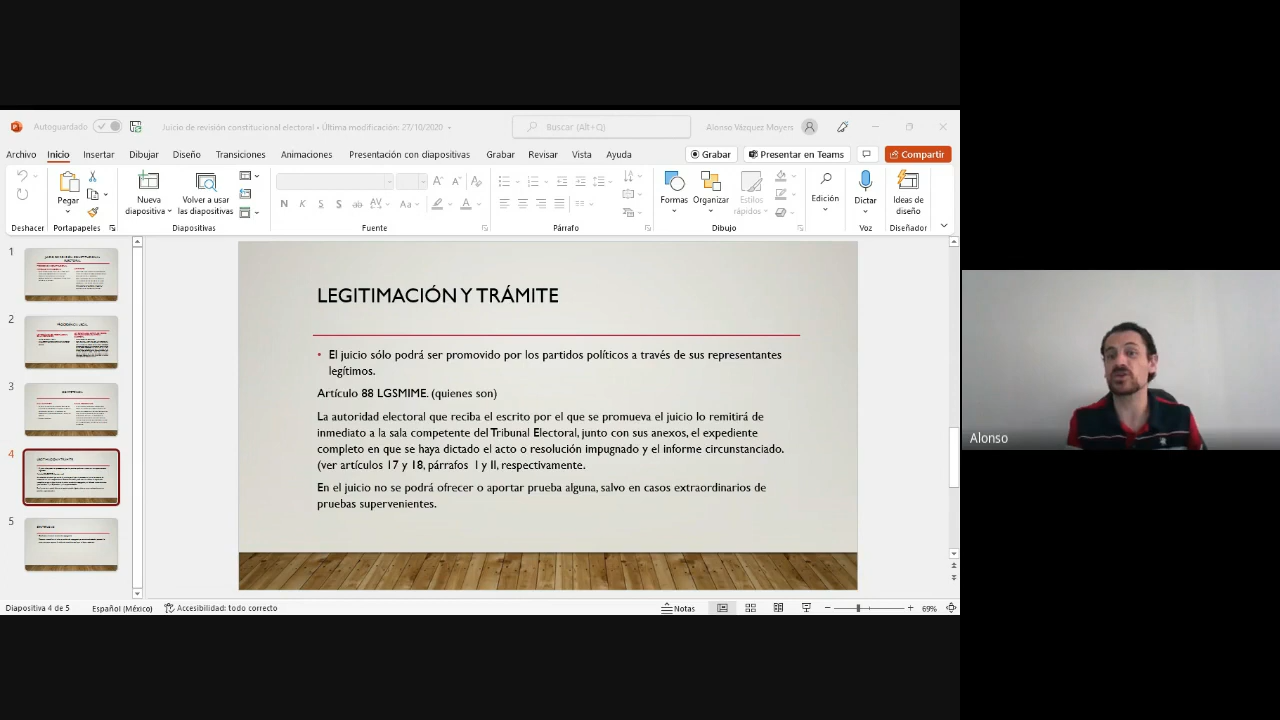 Autoguardado
Juicio de revisión constitucional electoral • Última modificación: 27/10/2020
Buscar (Alt+Q)
Alonso Vázquez Moyers
Archivo Inicio Insertar Dibujar Diseño Transiciones Animaciones Presentación con diapositivas Grabar Revisar Vista Ayuda
Grabar Presentar en Teams Compartir
Pegar Nueva diapositiva Volver a usar las diapositivas
N K S S ab AV Aa A
Formas Organizar Estilos rápidos Edición Dictar Ideas de diseño
Deshacer Portapapeles Diapositivas Fuente Párrafo Dibujo Voz Diseñador
1
2
3
4
5
LEGITIMACIÓN Y TRÁMITE
• El juicio sólo podrá ser promovido por los partidos políticos a través de sus representantes
legítimos.
Artículo 88 LGSMIME. (quienes son)
La autoridad electoral que reciba el escrito por el que se promueva el juicio lo remitirá de
inmediato a la sala competente del Tribunal Electoral, junto con sus anexos, el expediente
completo en que se haya dictado el acto o resolución impugnado y el informe circunstanciado.
(ver artículos 17 y 18, párrafos I y II, respectivamente.
En el juicio no se podrá ofrecer o aportar prueba alguna, salvo en casos extraordinarios de
pruebas supervenientes.
Diapositiva 4 de 5 Español (México) Accesibilidad: todo correcto Notas 69%
Alonso